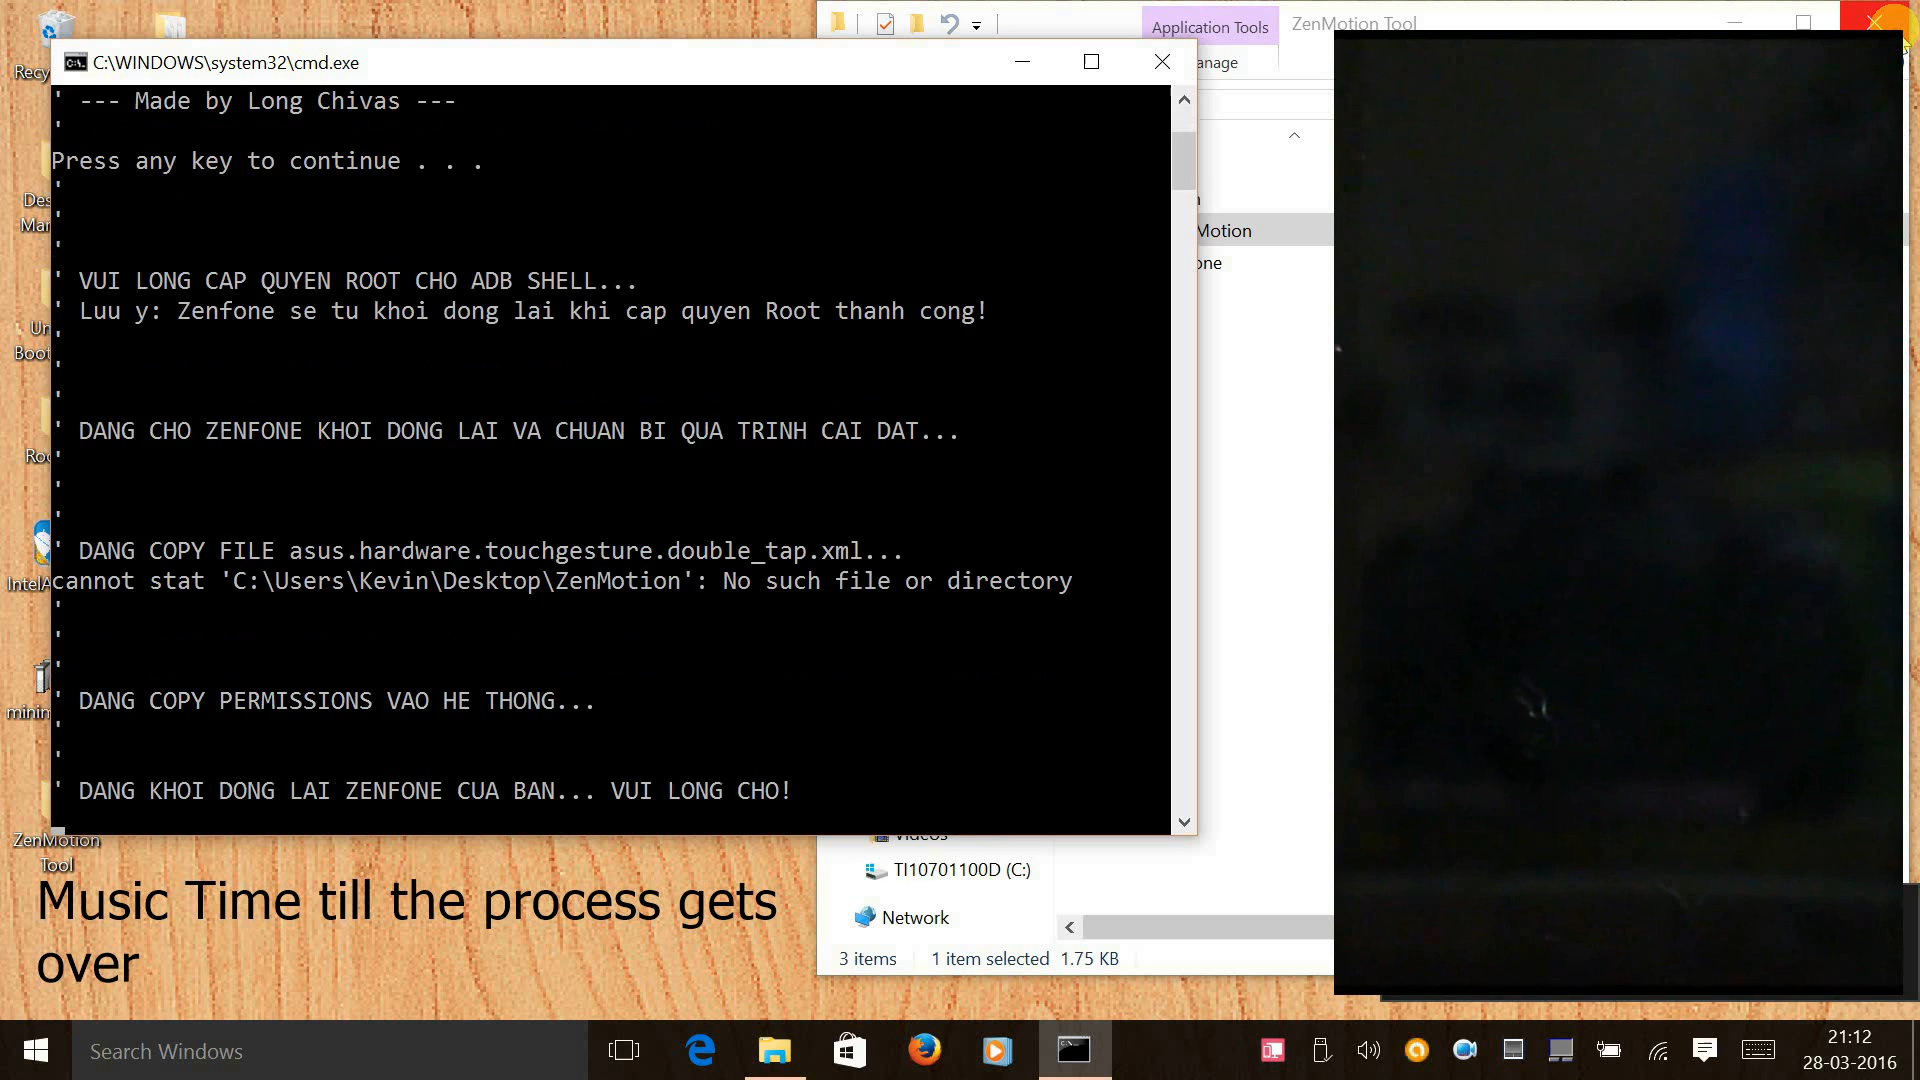 Application Tools
ZenMotion Tool
C:\WINDOWS\system32\cmd.exe
anage
' --- Made by Long Chivas ---
'
Press any key to continue . . .
'
'
'
' VUI LONG CAP QUYEN ROOT CHO ADB SHELL...
' Luu y: Zenfone se tu khoi dong lai khi cap quyen Root thanh cong!
'
'
'
' DANG CHO ZENFONE KHOI DONG LAI VA CHUAN BI QUA TRINH CAI DAT...
'
'
'
' DANG COPY FILE asus.hardware.touchgesture.double_tap.xml...
cannot stat 'C:\Users\Kevin\Desktop\ZenMotion': No such file or directory
'
'
'
' DANG COPY PERMISSIONS VAO HE THONG...
'
'
' DANG KHOI DONG LAI ZENFONE CUA BAN... VUI LONG CHO!
Recy
Des
Man
Un
Boot
Roo
IntelA
minim
ZenMotion
Tool
Motion
one
Videos
TI10701100D (C:)
Network
3 items
1 item selected 1.75 KB
Music Time till the process gets
over
Search Windows
21:12
28-03-2016